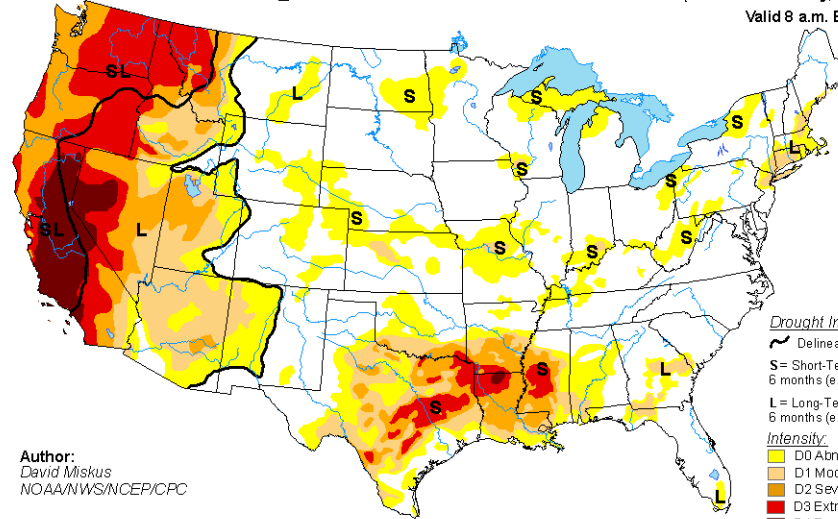 Valid 8 a.m. E
SL
L
S
S
S
L
S
S
SL
L
S
S
S
S
S
S
L
L
Drought Im
Delinea
S = Short-Te
6 months (e
L = Long-Te
6 months (e
Intensity:
D0 Abn
D1 Mod
D2 Sev
D3 Extr
Author:
David Miskus
NOAA/NWS/NCEP/CPC